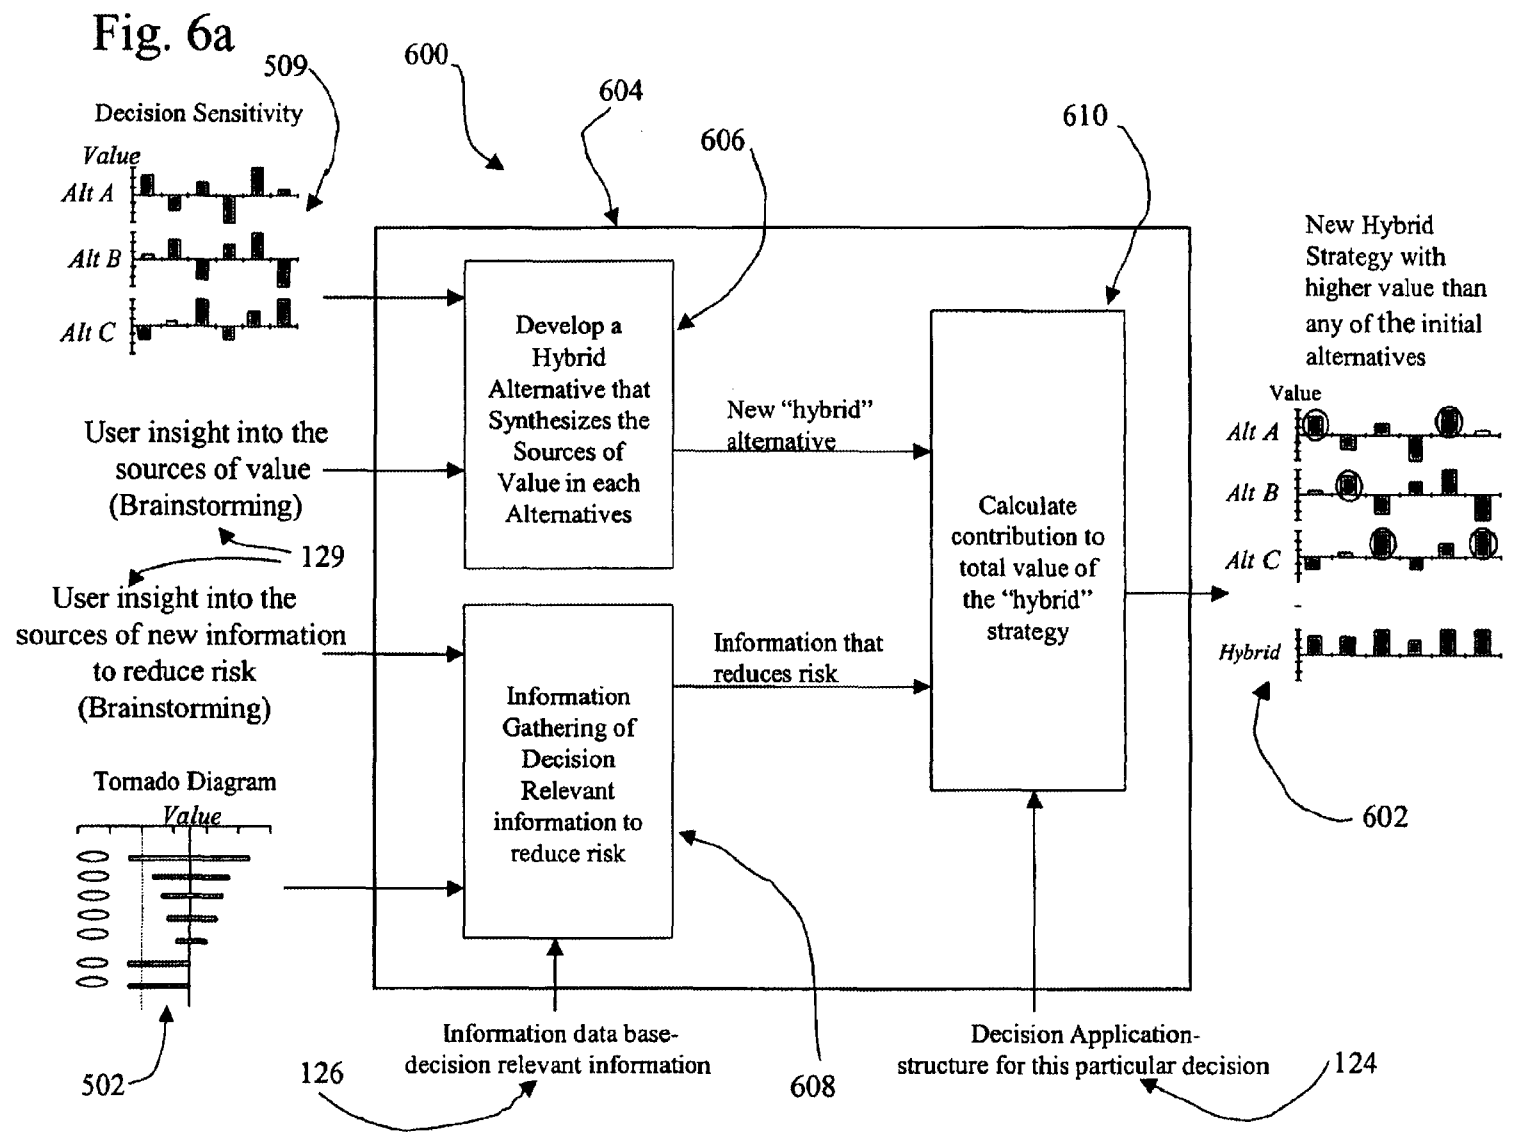 Fig. 6a
509
600
604
606
610
Decision Sensitivity
Value
Alt A
Alt B
Alt C
User insight into the
sources of value
(Brainstorming)
129
User insight into the
sources of new information
to reduce risk
(Brainstorming)
Tornado Diagram
Value
502
Develop a
Hybrid
Alternative that
Synthesizes the
Sources of
Value in each
Alternatives
New “hybrid”
alternative
Information
Gathering of
Decision
Relevant
information to
reduce risk
Information that
reduces risk
Calculate
contribution to
total value of
the “hybrid”
strategy
New Hybrid
Strategy with
higher value than
any of the initial
alternatives
Value
Alt A
Alt B
Alt C
Hybrid
602
Information data base-
decision relevant information
126
608
Decision Application-
structure for this particular decision
124